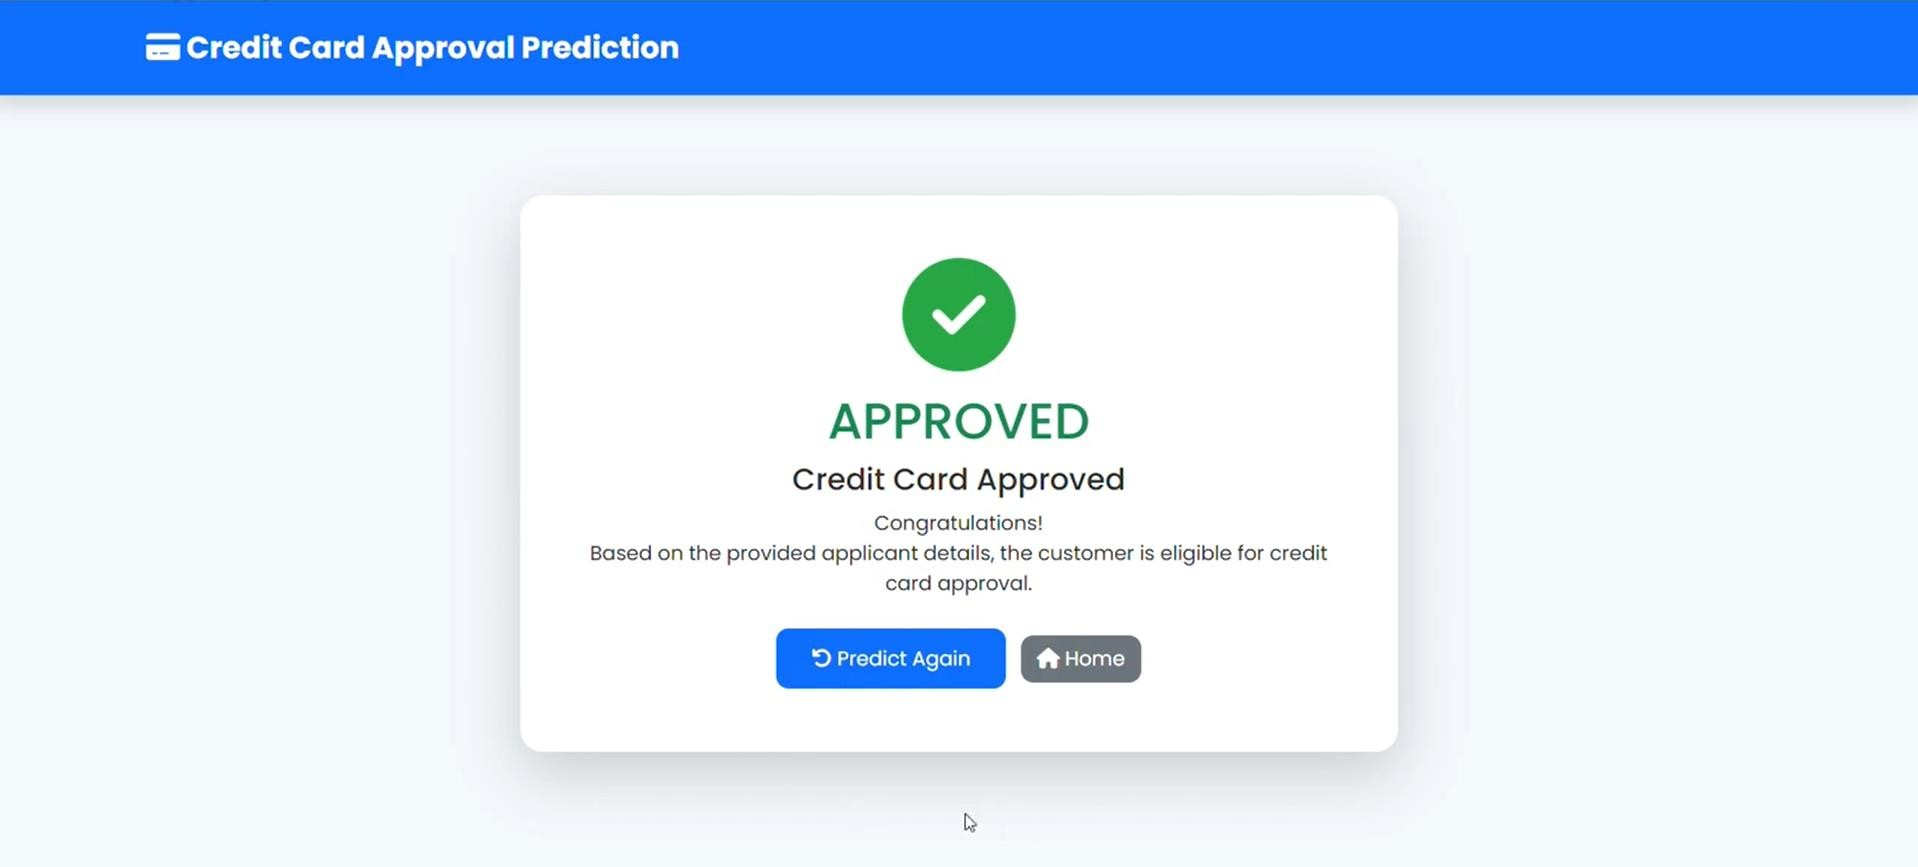 Credit Card Approval Prediction
APPROVED
Credit Card Approved
Congratulations!
Based on the provided applicant details, the customer is eligible for credit
card approval.
Predict Again
Home